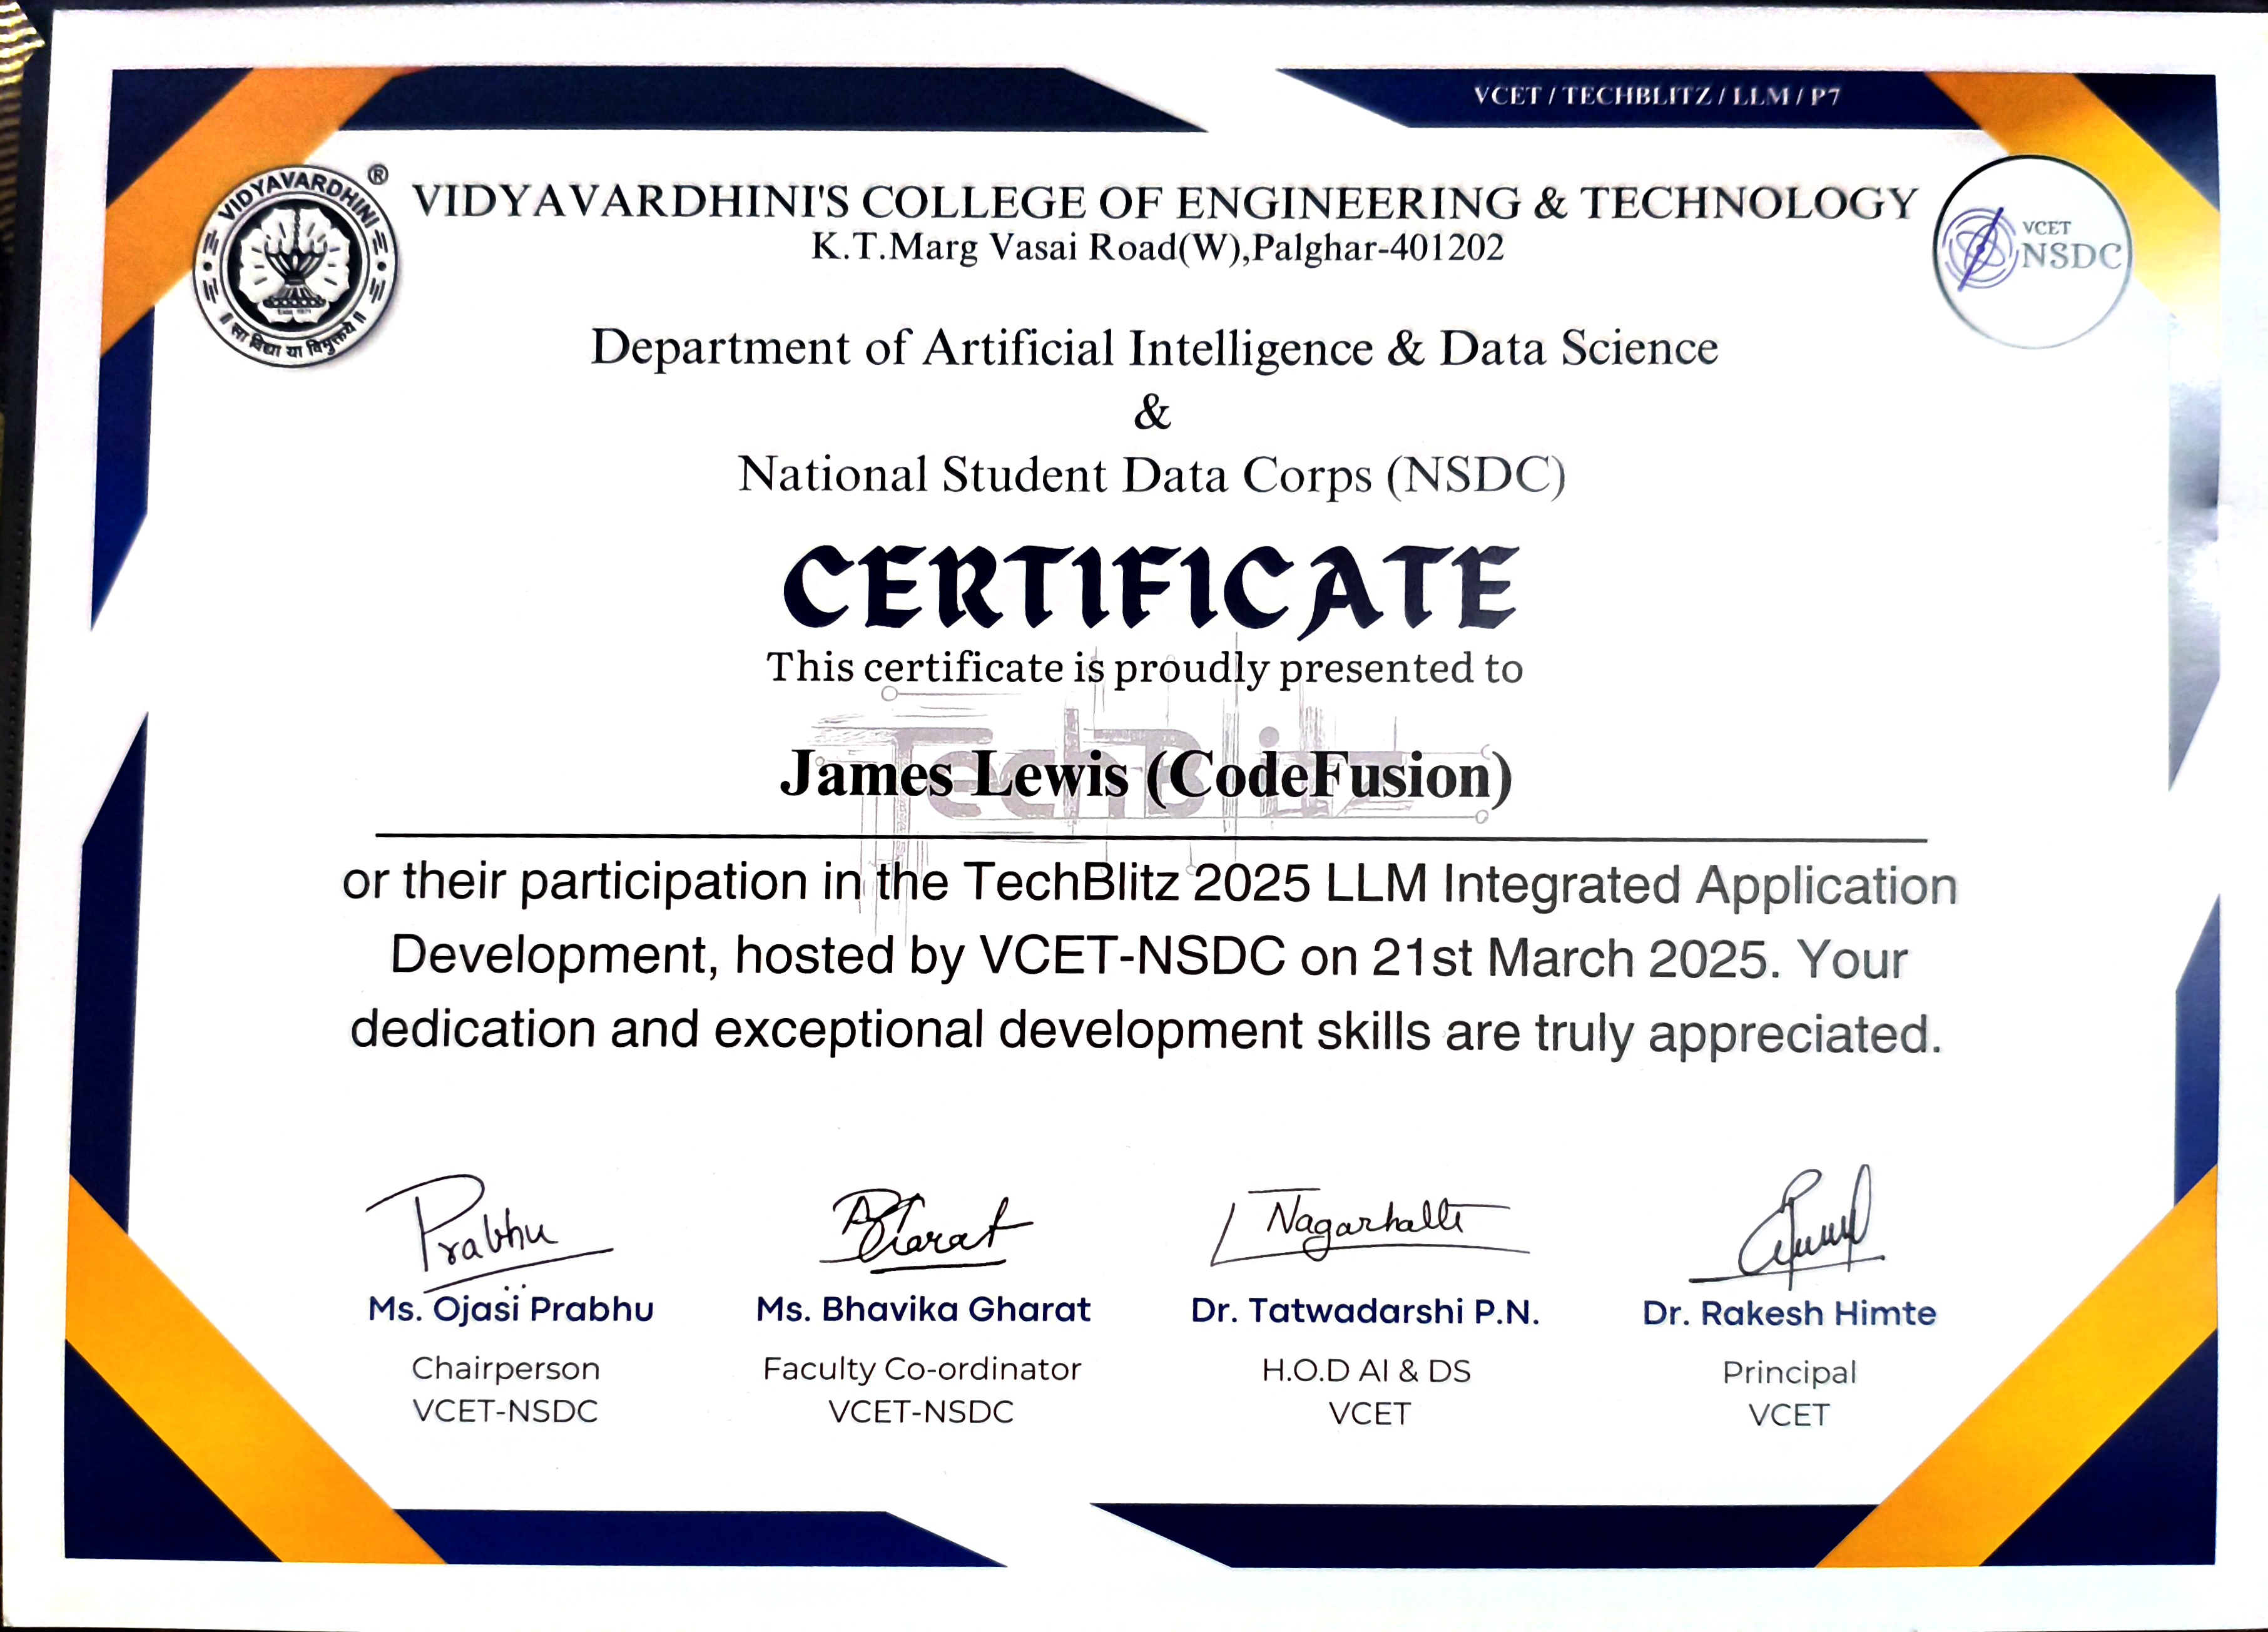 VCET / TECHBLITZ / LLM / P7
VIDYAVARDHINI ®
सा विद्या या विमुक्तये
VIDYAVARDHINI'S COLLEGE OF ENGINEERING & TECHNOLOGY
K.T.Marg Vasai Road(W),Palghar-401202
VCET
NSDC
Department of Artificial Intelligence & Data Science
&
National Student Data Corps (NSDC)
CERTIFICATE
This certificate is proudly presented to
TechBlitz
James Lewis (CodeFusion)
or their participation in the TechBlitz 2025 LLM Integrated Application
Development, hosted by VCET-NSDC on 21st March 2025. Your
dedication and exceptional development skills are truly appreciated.
Prabhu
Ms. Ojasi Prabhu
Chairperson
VCET-NSDC
Ms. Bhavika Gharat
Faculty Co-ordinator
VCET-NSDC
Nagarhalli
Dr. Tatwadarshi P.N.
H.O.D AI & DS
VCET
Dr. Rakesh Himte
Principal
VCET